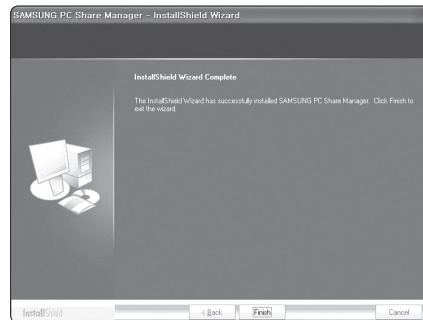 SAMSUNG PC Share Manager - InstallShield Wizard
InstallShield Wizard Complete
The InstallShield Wizard has successfully installed SAMSUNG PC Share Manager. Click Finish to
exit the wizard.
InstallShield
< Back
Finish
Cancel